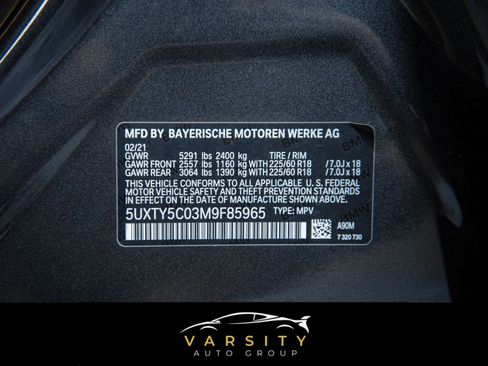 MFD BY BAYERISCHE MOTOREN WERKE AG
02/21
GVWR 5291 lbs 2400 kg TIRE / RIM
GAWR FRONT 2557 lbs 1160 kg WITH 225/60 R18 / 7.0J x 18
GAWR REAR 3064 lbs 1390 kg WITH 225/60 R18 / 7.0J x 18
THIS VEHICLE CONFORMS TO ALL APPLICABLE U. S. FEDERAL
MOTOR VEHICLE SAFETY AND THEFT PREVENTION STANDARDS
IN EFFECT ON THE DATE OF MANUFACTURE SHOWN ABOVE.
5UXTY5C03M9F85965 TYPE: MPV
A90M
7 320 730
VARSITY
AUTO GROUP